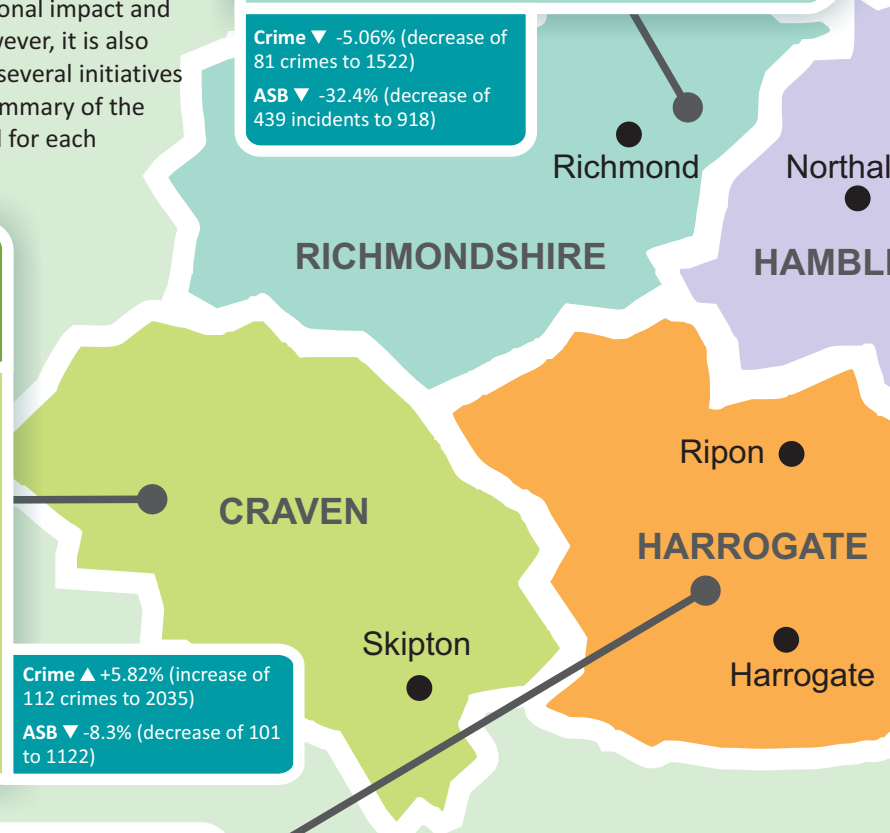 onal impact and
vever, it is also
several initiatives
mmary of the
for each
Crime ▼ -5.06% (decrease of
81 crimes to 1522)
ASB ▼ -32.4% (decrease of
439 incidents to 918)
Richmond
Northal
RICHMONDSHIRE
HAMBL
Ripon
CRAVEN
HARROGATE
Skipton
Harrogate
Crime ▲ +5.82% (increase of
112 crimes to 2035)
ASB ▼ -8.3% (decrease of 101
to 1122)